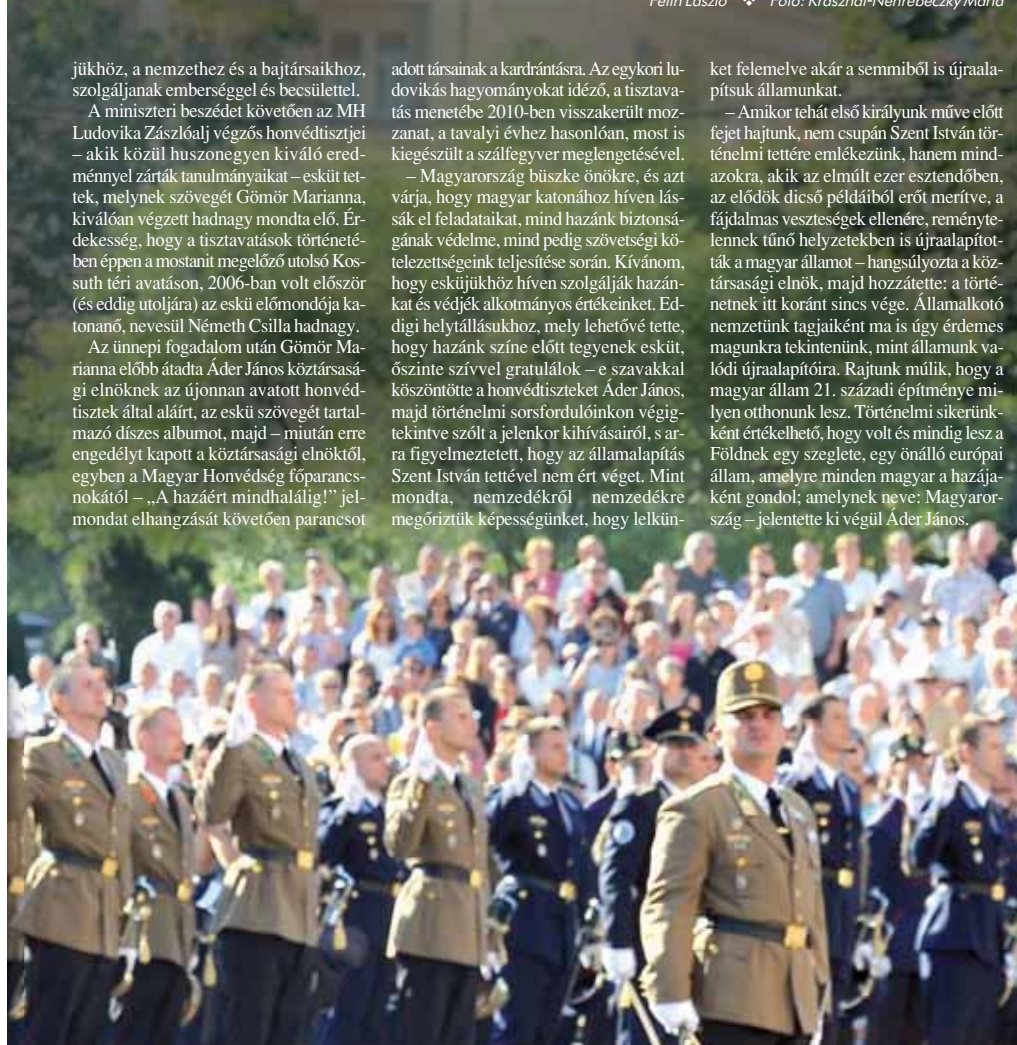 Fotó: Krasznai-Nehrebeczky Mária
jükhöz, a nemzethez és a bajtársaikhoz,
szolgáljanak emberséggel és becsülettel.
A miniszteri beszédet követően az MH
Ludovika Zászlóalj végzős honvédtisztjei
– akik közül huszonegyen kiváló ered-
ménnyel zárták tanulmányaikat – esküt tet-
tek, melynek szövegét Gömör Marianna,
kiválóan végzett hadnagy mondta elő. Ér-
dekesség, hogy a tisztavatások történeté-
ben éppen a mostanit megelőző utolsó Kos-
suth téri avatáson, 2006-ban volt először
(és eddig utoljára) az eskü előmondója ka-
tonanő, nevesül Németh Csilla hadnagy.
Az ünnepi fogadalom után Gömör Ma-
rianna előbb átadta Áder János köztársasá-
gi elnöknek az újonnan avatott honvéd-
tisztek által aláírt, az eskü szövegét tartal-
mazó díszes albumot, majd – miután erre
engedélyt kapott a köztársasági elnöktől,
egyben a Magyar Honvédség főparancs-
nokától – „A hazáért mindhalálig!” jel-
mondat elhangzását követően parancsot
adott társainak a kardrántásra. Az egykori lu-
dovikás hagyományokat idéző, a tisztava-
tás menetébe 2010-ben visszakerült moz-
zanat, a tavalyi évhez hasonlóan, most is
kiegészült a szálfegyver meglengetésével.
– Magyarország büszke önökre, és azt
várja, hogy magyar katonához híven lás-
sák el feladataikat, mind hazánk biztonsá-
gának védelme, mind pedig szövetségi kö-
telezettségeink teljesítése során. Kívánom,
hogy esküjükhöz híven szolgálják hazán-
kat és védjék alkotmányos értékeinket. Ed-
digi helytállásukhoz, mely lehetővé tette,
hogy hazánk színe előtt tegyenek esküt,
őszinte szívvel gratulálok – e szavakkal
köszöntötte a honvédtiszteket Áder János,
majd történelmi sorsfordulóinkon végig-
tekintve szólt a jelenkor kihívásairól, s ar-
ra figyelmeztetett, hogy az államalapítás
Szent István tettével nem ért véget. Mint
mondta, nemzedékről nemzedékre
megőriztük képességünket, hogy lelkün-
ket felemelve akár a semmiből is újraala-
pítsuk államunkat.
– Amikor tehát első királyunk műve előtt
fejet hajtunk, nem csupán Szent István tör-
ténelmi tettére emlékezünk, hanem mind-
azokra, akik az elmúlt ezer esztendőben,
az elődök dicső példáiból erőt merítve, a
fájdalmas veszteségek ellenére, reményte-
lennek tűnő helyzetekben is újraalapítot-
ták a magyar államot – hangsúlyozta a köz-
társasági elnök, majd hozzátette: a törté-
netnek itt koránt sincs vége. Államalkotó
nemzetünk tagjaiként ma is úgy érdemes
magunkra tekintenünk, mint államunk va-
lódi újraalapítóira. Rajtunk múlik, hogy a
magyar állam 21. századi építménye mi-
lyen otthonunk lesz. Történelmi sikerünk-
ként értékelhető, hogy volt és mindig lesz a
Földnek egy szeglete, egy önálló európai
állam, amelyre minden magyar a hazája-
ként gondol; amelynek neve: Magyaror-
szág – jelentette ki végül Áder János.